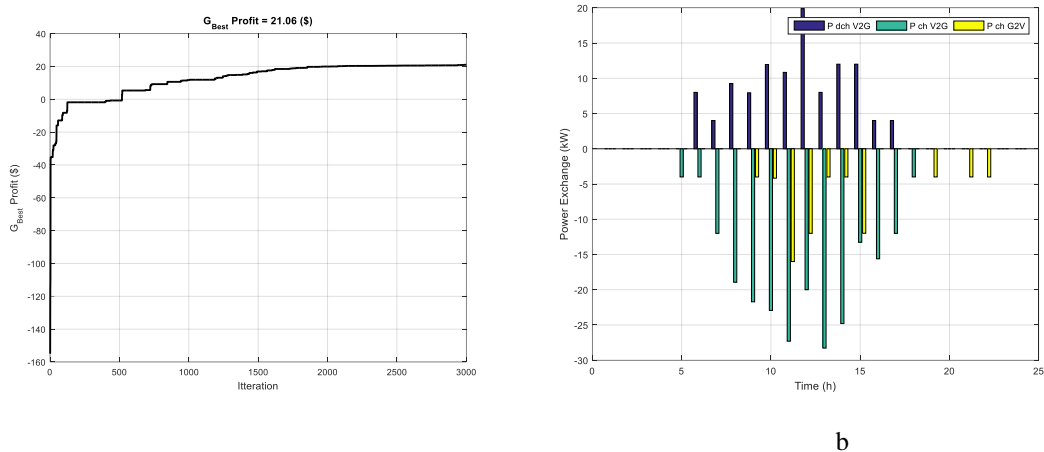 G_Best Profit = 21.06 ($)
40
20
0
-20
-40
-60
-80
-100
-120
-140
-160
G_Best Profit ($)
0 500 1000 1500 2000 2500 3000
Itteration
P dch V2G P ch V2G P ch G2V
20
15
10
5
0
-5
-10
-15
-20
-25
-30
Power Exchange (kW)
0 5 10 15 20 25
Time (h)
b